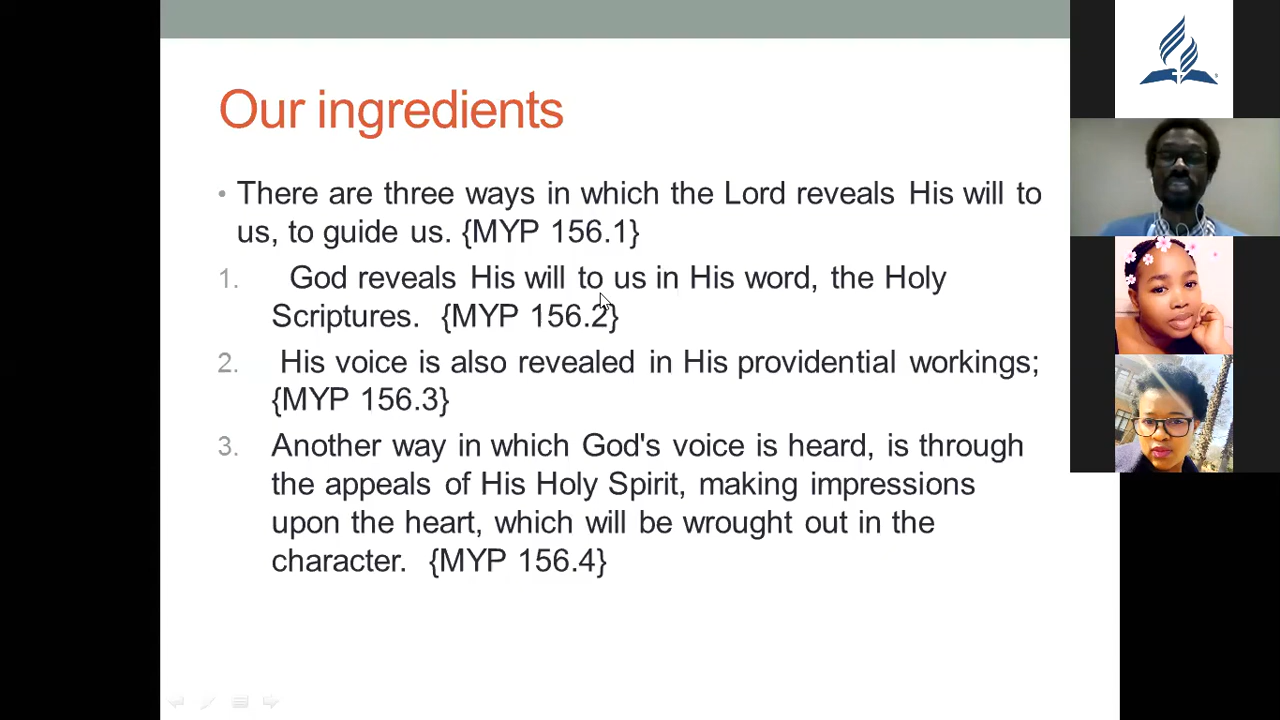 Our ingredients
• There are three ways in which the Lord reveals His will to
us, to guide us. {MYP 156.1}
1. God reveals His will to us in His word, the Holy
Scriptures. {MYP 156.2}
2. His voice is also revealed in His providential workings;
{MYP 156.3}
3. Another way in which God's voice is heard, is through
the appeals of His Holy Spirit, making impressions
upon the heart, which will be wrought out in the
character. {MYP 156.4}